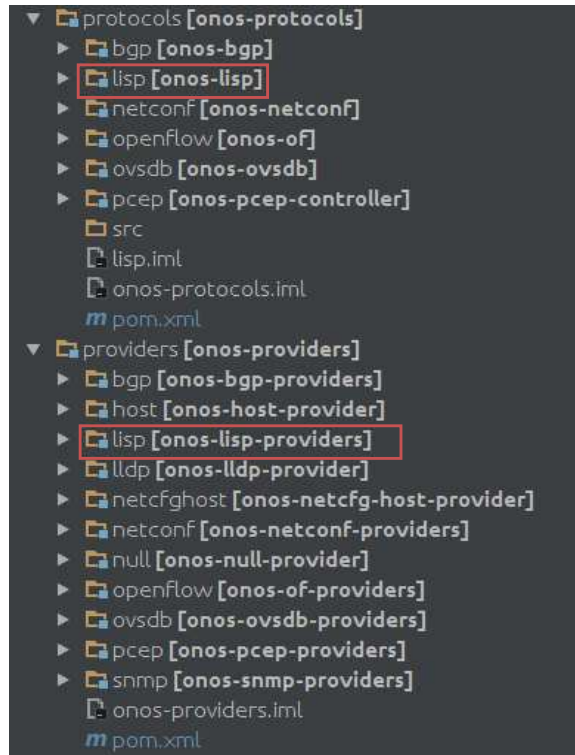 protocols [onos-protocols]
bgp [onos-bgp]
lisp [onos-lisp]
netconf [onos-netconf]
openflow [onos-of]
ovsdb [onos-ovsdb]
pcep [onos-pcep-controller]
src
lisp.iml
onos-protocols.iml
m pom.xml
providers [onos-providers]
bgp [onos-bgp-providers]
host [onos-host-provider]
lisp [onos-lisp-providers]
lldp [onos-lldp-provider]
netcfghost [onos-netcfg-host-provider]
netconf [onos-netconf-providers]
null [onos-null-provider]
openflow [onos-of-providers]
ovsdb [onos-ovsdb-providers]
pcep [onos-pcep-providers]
snmp [onos-snmp-providers]
onos-providers.iml
m pom.xml